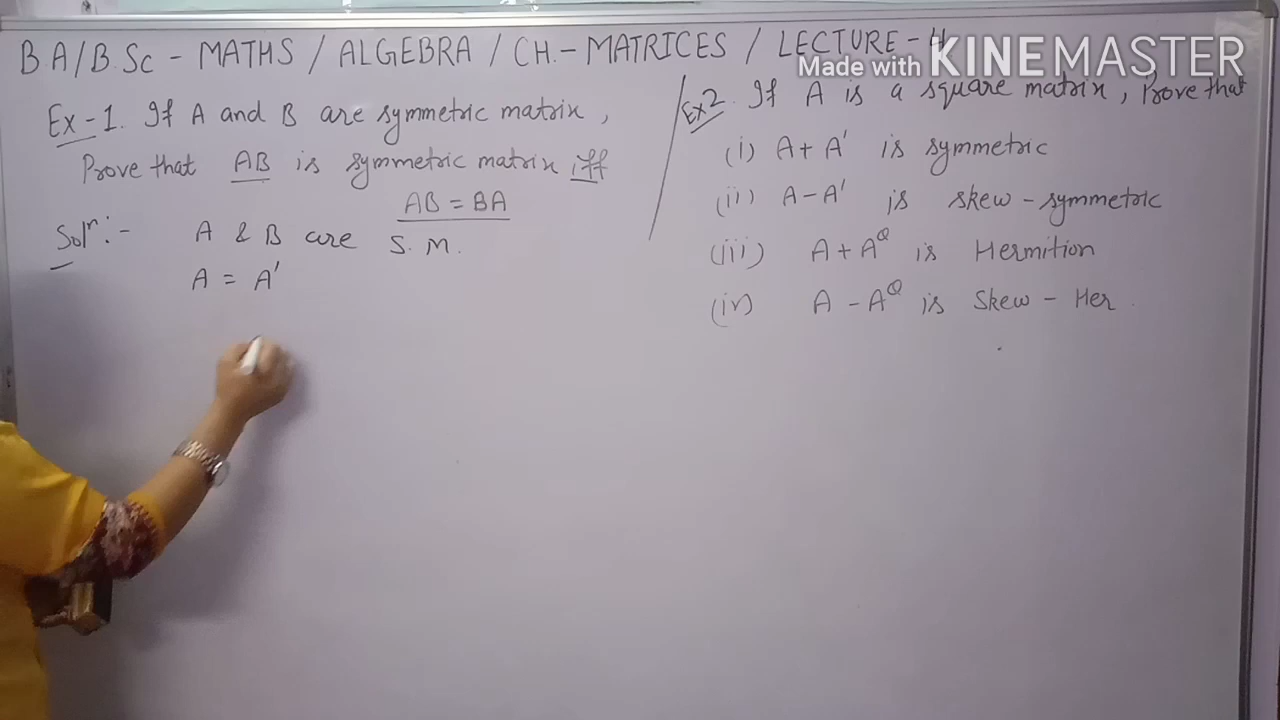 B.A/B.Sc - MATHS / ALGEBRA / CH.- MATRICES / LECTURE - 4
Made with KINEMASTER
Ex-1. If A and B are symmetric matrix,
Prove that AB is symmetric matrix iff
AB = BA
Solⁿ:- A & B are S.M.
A = A'
Ex2. If A is a square matrix, Prove that
(i) A + A' is symmetric
(ii) A - A' is skew - symmetric
(iii) A + A^Q is Hermition
(iv) A - A^Q is Skew - Her.